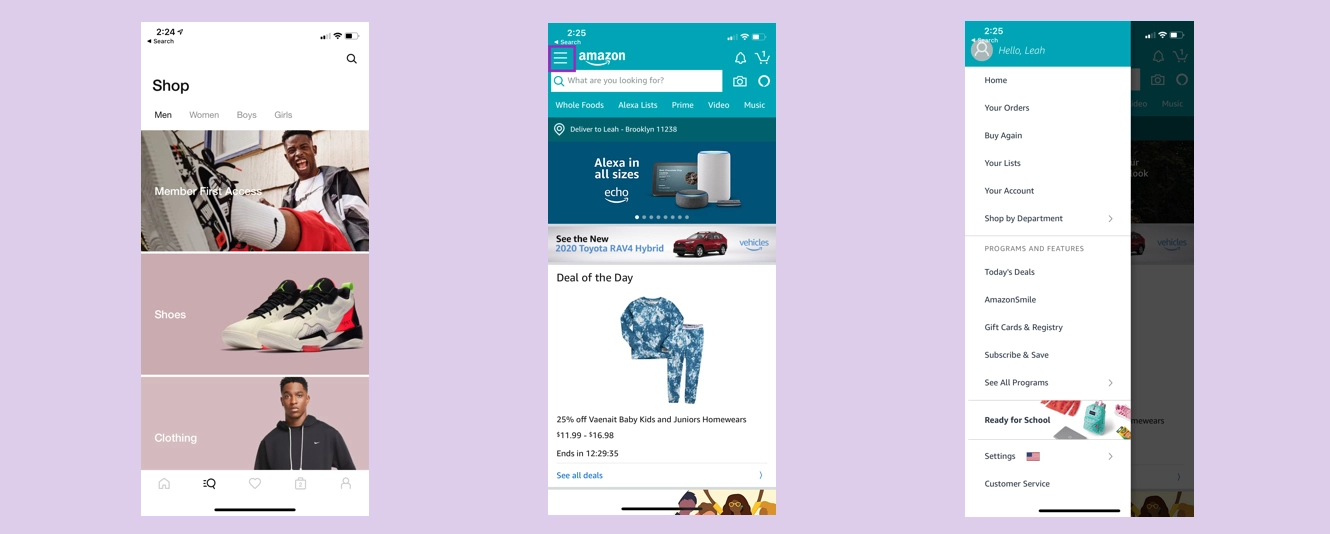 2:24
Search
Shop
Men Women Boys Girls
Member First Access
Shoes
Clothing
2
2:25
Search
amazon
1
What are you looking for?
Whole Foods Alexa Lists Prime Video Music
Deliver to Leah - Brooklyn 11238
Alexa in
all sizes
echo
See the New
2020 Toyota RAV4 Hybrid
vehicles
Deal of the Day
25% off Vaenait Baby Kids and Juniors Homewears
$11.99 - $16.98
Ends in 12:29:35
See all deals
2:25
Search
Hello, Leah
1
Home
Your Orders
Buy Again
Your Lists
Your Account
Shop by Department
PROGRAMS AND FEATURES
Today's Deals
AmazonSmile
Gift Cards & Registry
Subscribe & Save
See All Programs
Ready for School
Settings
Customer Service
ideo Music
ur
look
vehicles
mewears